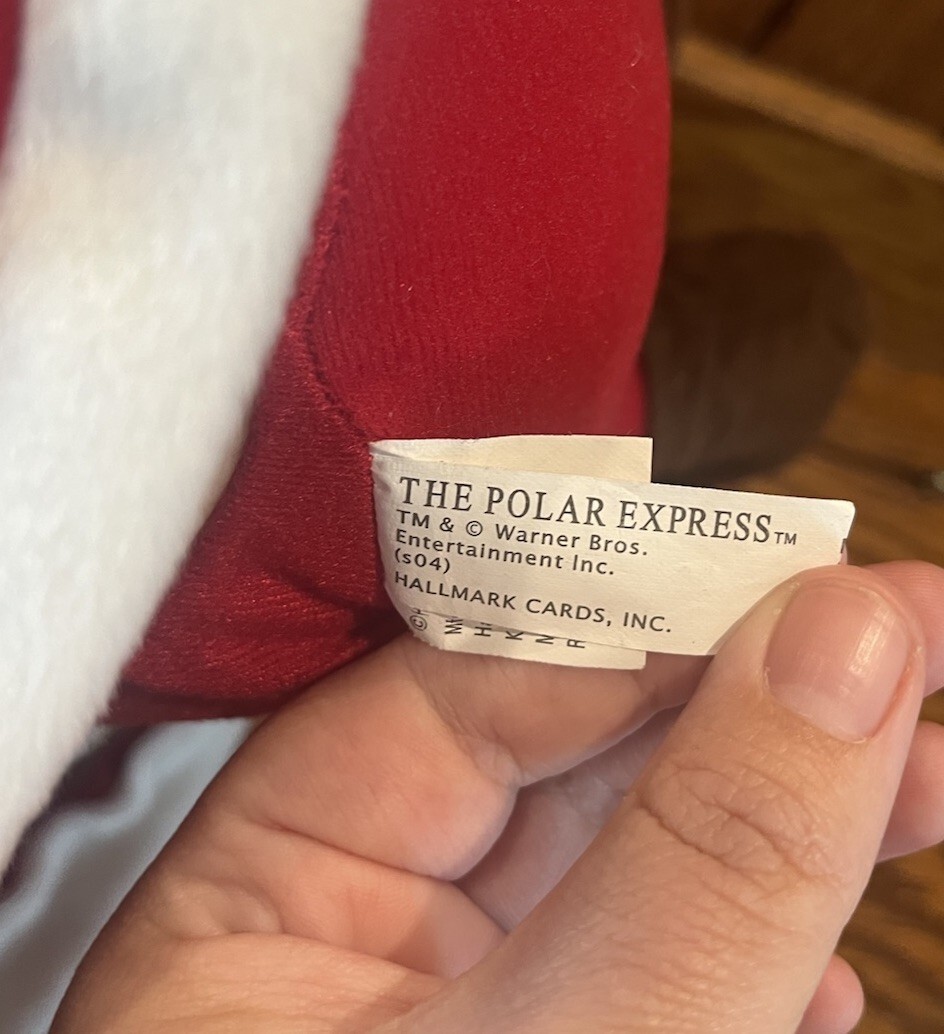 THE POLAR EXPRESS™
TM & © Warner Bros.
Entertainment Inc.
(s04)
HALLMARK CARDS, INC.
©